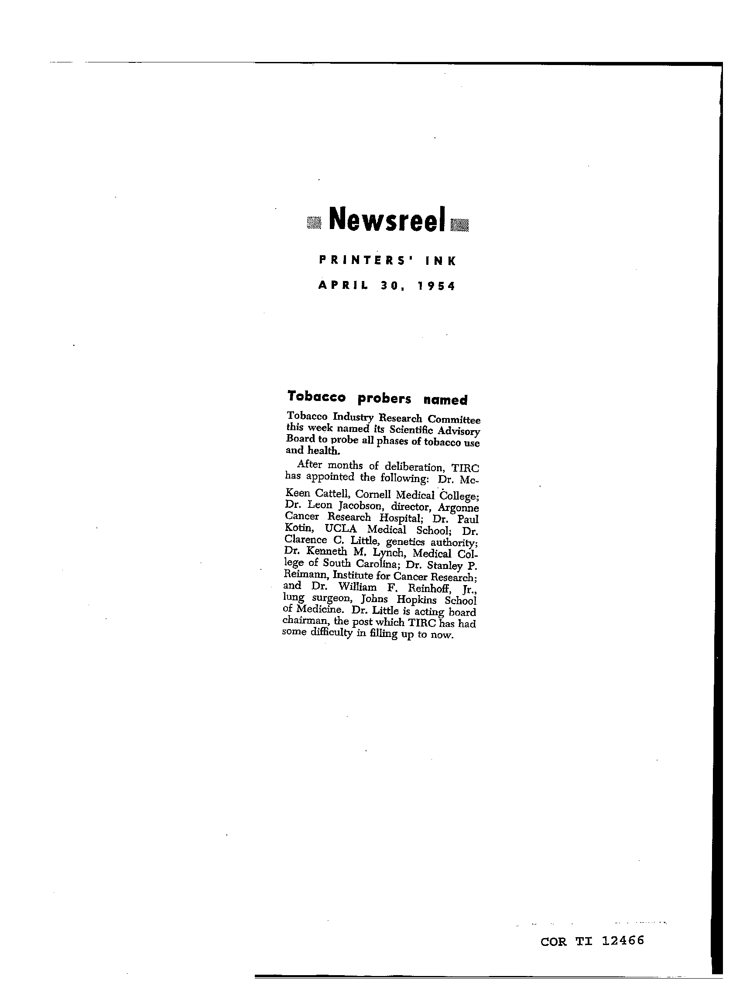 Newsreel
PRINTERS' INK
APRIL 30, 1954
Tobacco probers named
Tobacco Industry Research Committee
this week named its Scientific Advisory
Board to probe all phases of tobacco use
and health.
After months of deliberation, TIRC
has appointed the following: Dr. Mc-
Keen Cattell, Cornell Medical College;
Dr. Leon Jacobson, director, Argonne
Cancer Research Hospital; Dr. Paul
Kotin, UCLA Medical School; Dr.
Clarence C. Little, genetics authority;
Dr. Kenneth M. Lynch, Medical Col-
lege of South Carolina; Dr. Stanley P.
Reimann, Institute for Cancer Research;
and Dr. William F. Reinhoff, Jr.,
lung surgeon, Johns Hopkins School
of Medicine. Dr. Little is acting board
chairman, the post which TIRC has had
some difficulty in filling up to now.
COR TI 12466